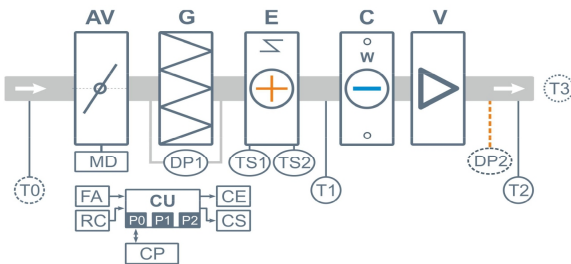 AV G E C V
W
T3
MD DP1 TS1 TS2 DP2
T0 T1 T2
FA CU CE
RC P0 P1 P2 CS
CP